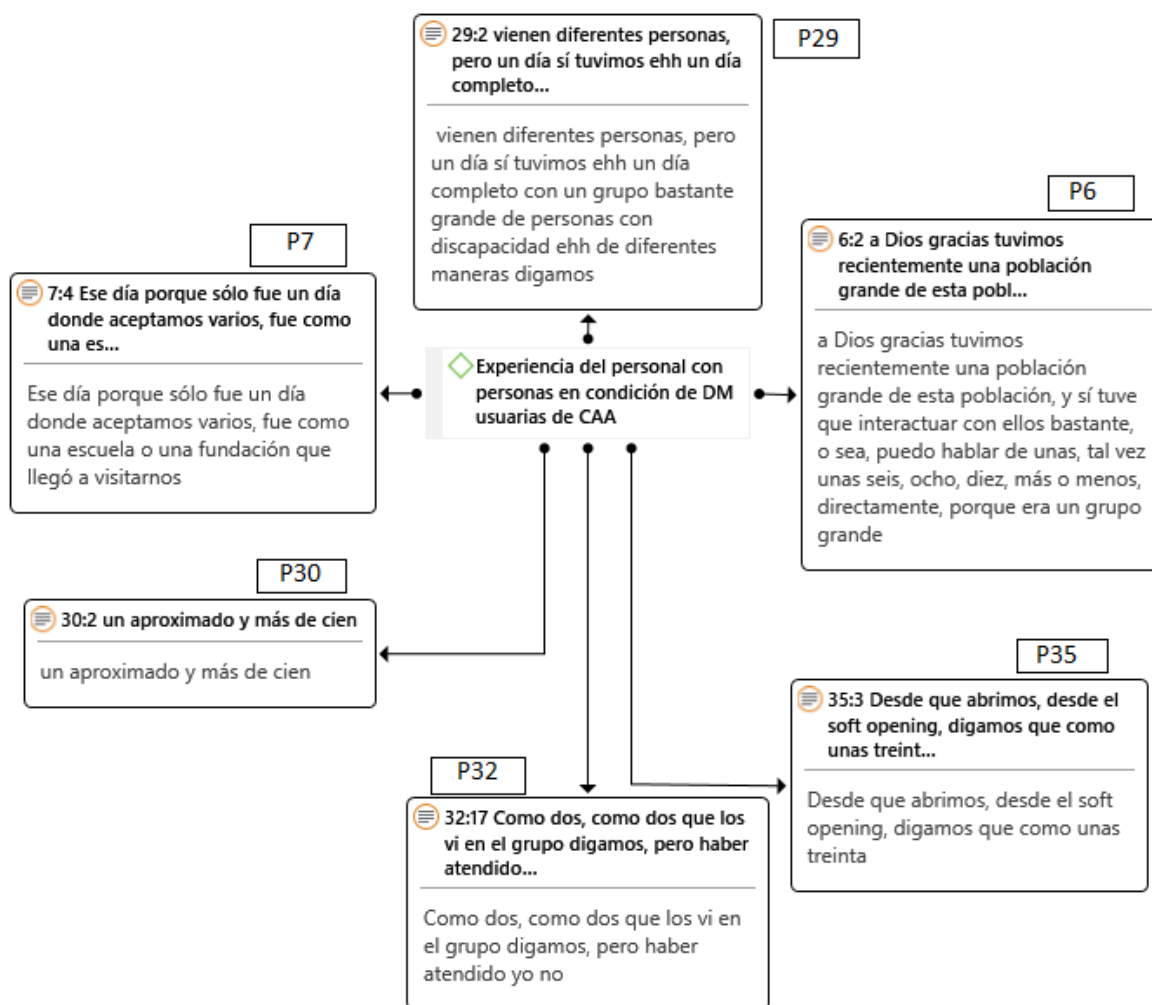 P29
29:2 vienen diferentes personas,
pero un día sí tuvimos ehh un día
completo...
vienen diferentes personas, pero
un día sí tuvimos ehh un día
completo con un grupo bastante
grande de personas con
discapacidad ehh de diferentes
maneras digamos
P6
6:2 a Dios gracias tuvimos
recientemente una población
grande de esta pobl...
a Dios gracias tuvimos
recientemente una población
grande de esta población, y sí tuve
que interactuar con ellos bastante,
o sea, puedo hablar de unas, tal vez
unas seis, ocho, diez, más o menos,
directamente, porque era un grupo
grande
P7
7:4 Ese día porque sólo fue un día
donde aceptamos varios, fue como
una es...
Ese día porque sólo fue un día
donde aceptamos varios, fue como
una escuela o una fundación que
llegó a visitarnos
Experiencia del personal con
personas en condición de DM
usuarias de CAA
P30
30:2 un aproximado y más de cien
un aproximado y más de cien
P35
35:3 Desde que abrimos, desde el
soft opening, digamos que como
unas treint...
Desde que abrimos, desde el soft
opening, digamos que como unas
treinta
P32
32:17 Como dos, como dos que los
vi en el grupo digamos, pero haber
atendido...
Como dos, como dos que los vi en
el grupo digamos, pero haber
atendido yo no